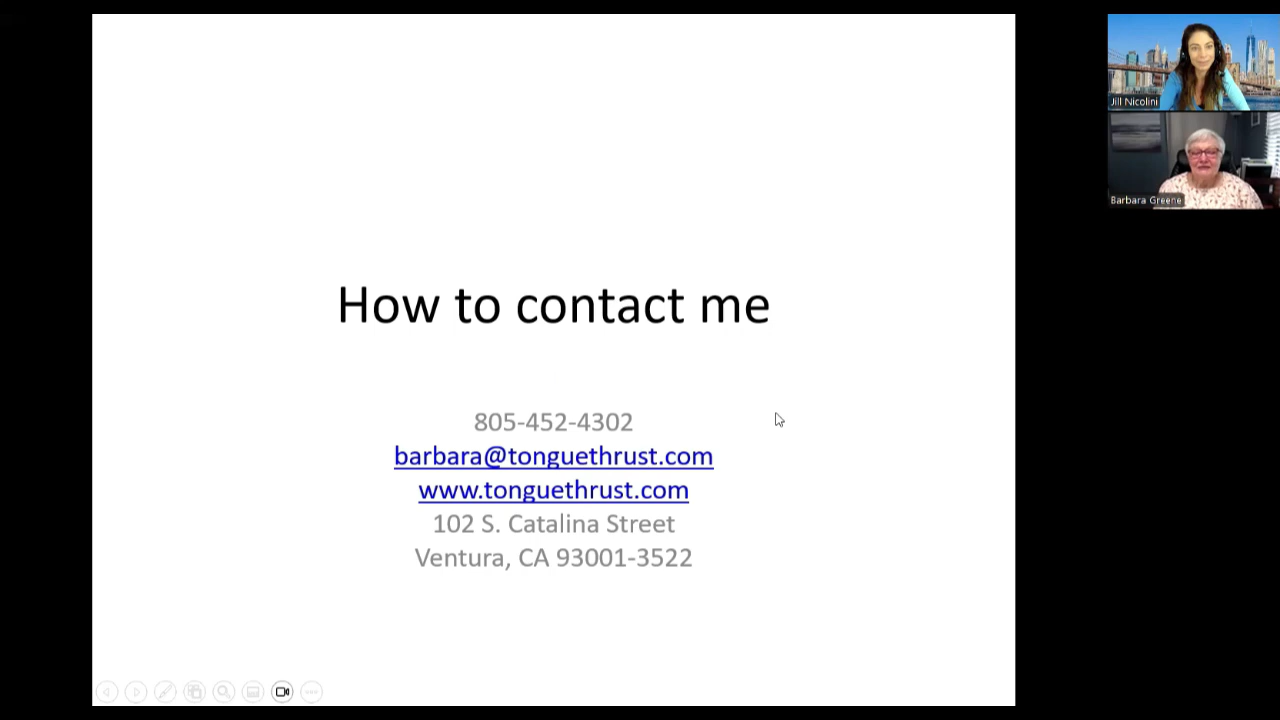 How to contact me
805-452-4302
barbara@tonguethrust.com
www.tonguethrust.com
102 S. Catalina Street
Ventura, CA 93001-3522
Jill Nicolini
Barbara Greene